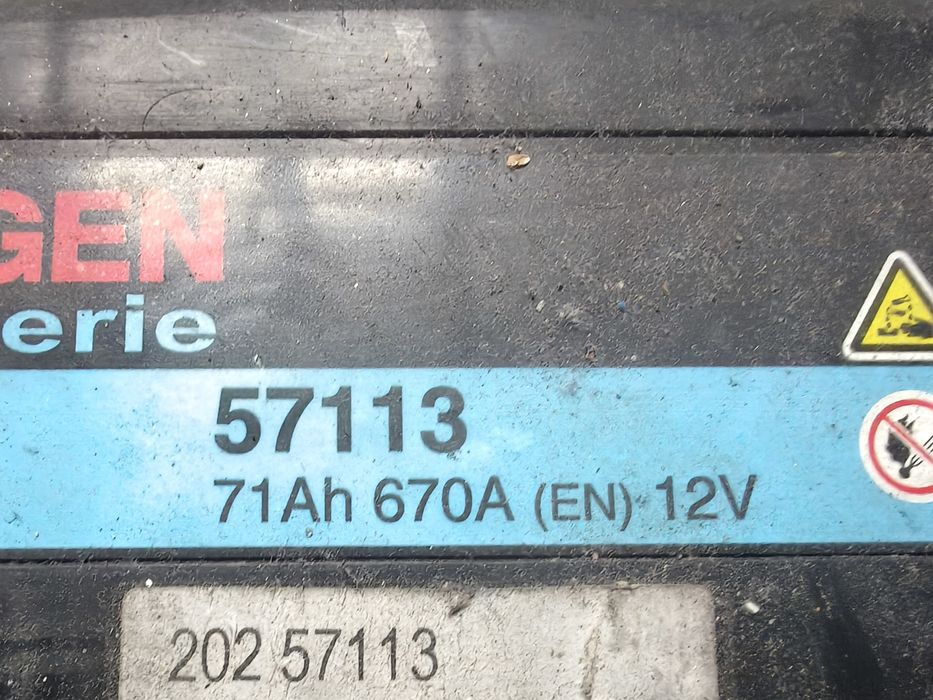 GEN
erie
57113
71Ah 670A (EN) 12V
202 57113